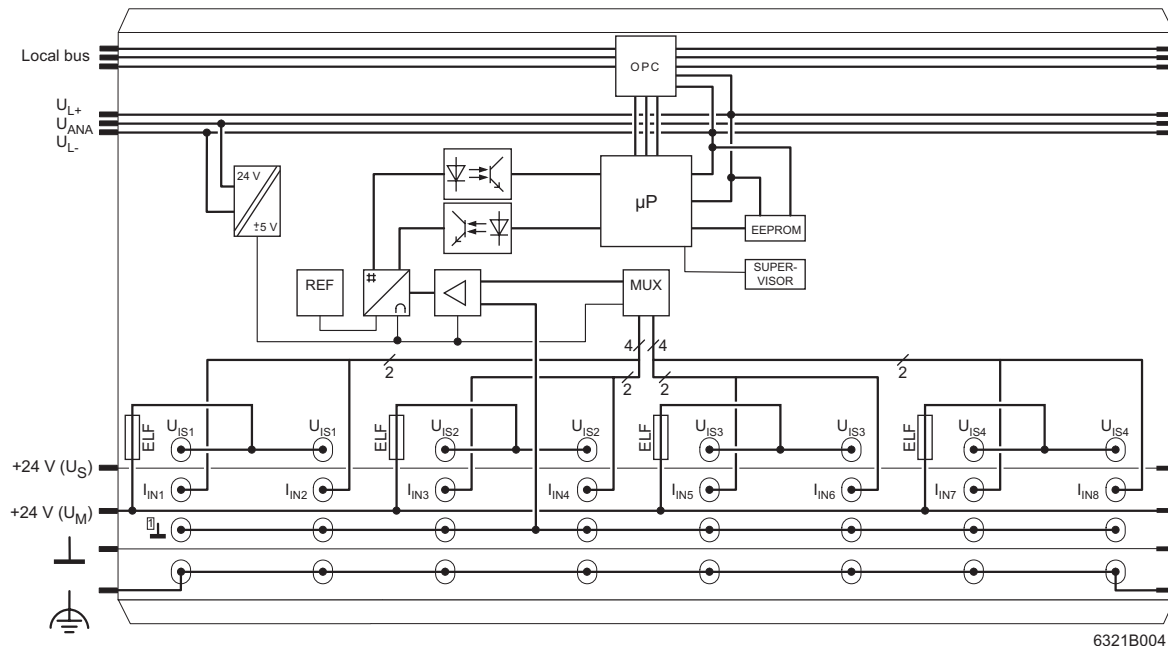 Local bus
OPC
U_L+
U_ANA
U_L-
24 V
±5 V
µP
EEPROM
SUPER-
VISOR
REF
#
∩
MUX
4 4
2 2 2 2
ELF U_IS1 U_IS1 ELF U_IS2 U_IS2 ELF U_IS3 U_IS3 ELF U_IS4 U_IS4
+24 V (U_S)
I_IN1 I_IN2 I_IN3 I_IN4 I_IN5 I_IN6 I_IN7 I_IN8
+24 V (U_M)
1
6321B004